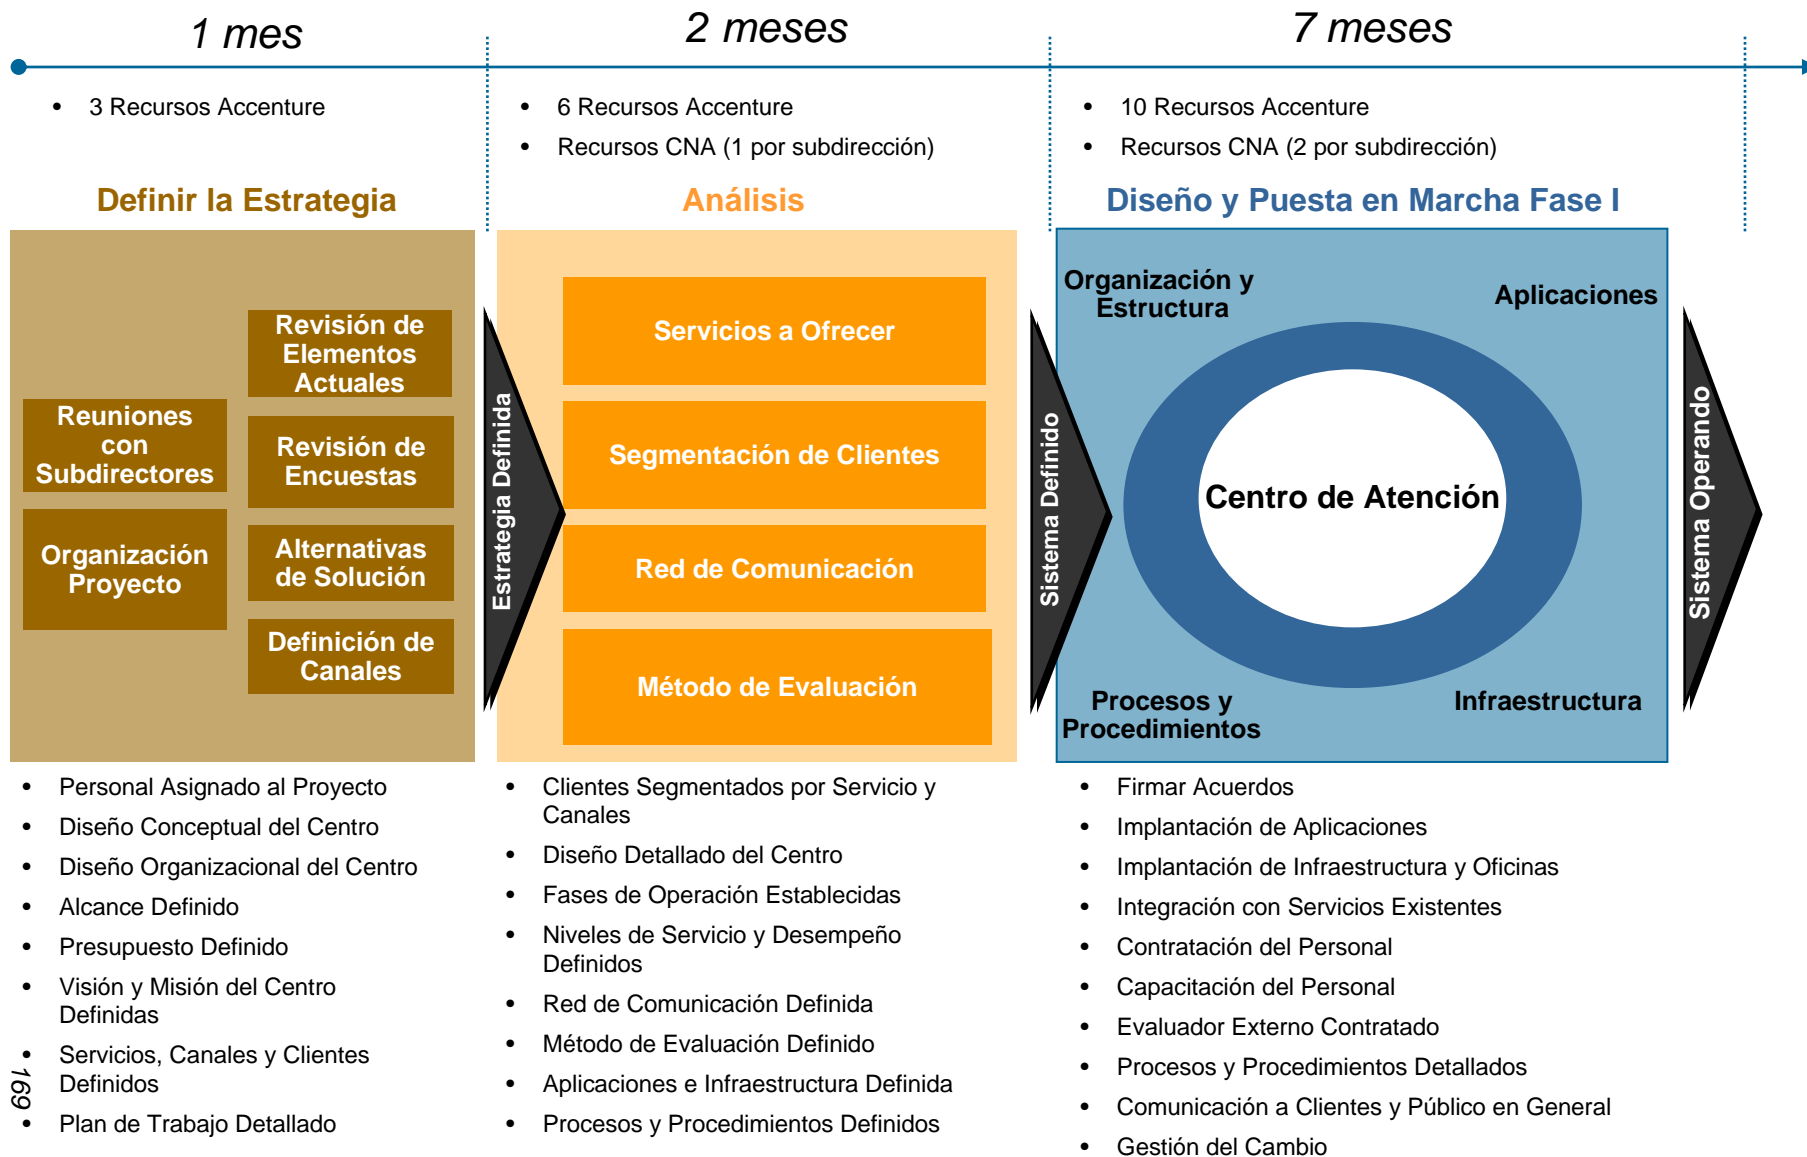 1 mes
2 meses
7 meses
• 3 Recursos Accenture
• 6 Recursos Accenture
• Recursos CNA (1 por subdirección)
• 10 Recursos Accenture
• Recursos CNA (2 por subdirección)
Definir la Estrategia
Análisis
Diseño y Puesta en Marcha Fase I
Reuniones
con
Subdirectores
Organización
Proyecto
Revisión de
Elementos
Actuales
Revisión de
Encuestas
Alternativas
de Solución
Definición de
Canales
Estrategia Definida
Servicios a Ofrecer
Segmentación de Clientes
Red de Comunicación
Método de Evaluación
Sistema Definido
Organización y
Estructura
Aplicaciones
Centro de Atención
Procesos y
Procedimientos
Infraestructura
Sistema Operando
• Personal Asignado al Proyecto
• Diseño Conceptual del Centro
• Diseño Organizacional del Centro
• Alcance Definido
• Presupuesto Definido
• Visión y Misión del Centro
Definidas
• Servicios, Canales y Clientes
Definidos
• Plan de Trabajo Detallado
• Clientes Segmentados por Servicio y
Canales
• Diseño Detallado del Centro
• Fases de Operación Establecidas
• Niveles de Servicio y Desempeño
Definidos
• Red de Comunicación Definida
• Método de Evaluación Definido
• Aplicaciones e Infraestructura Definida
• Procesos y Procedimientos Definidos
• Firmar Acuerdos
• Implantación de Aplicaciones
• Implantación de Infraestructura y Oficinas
• Integración con Servicios Existentes
• Contratación del Personal
• Capacitación del Personal
• Evaluador Externo Contratado
• Procesos y Procedimientos Detallados
• Comunicación a Clientes y Público en General
• Gestión del Cambio
169